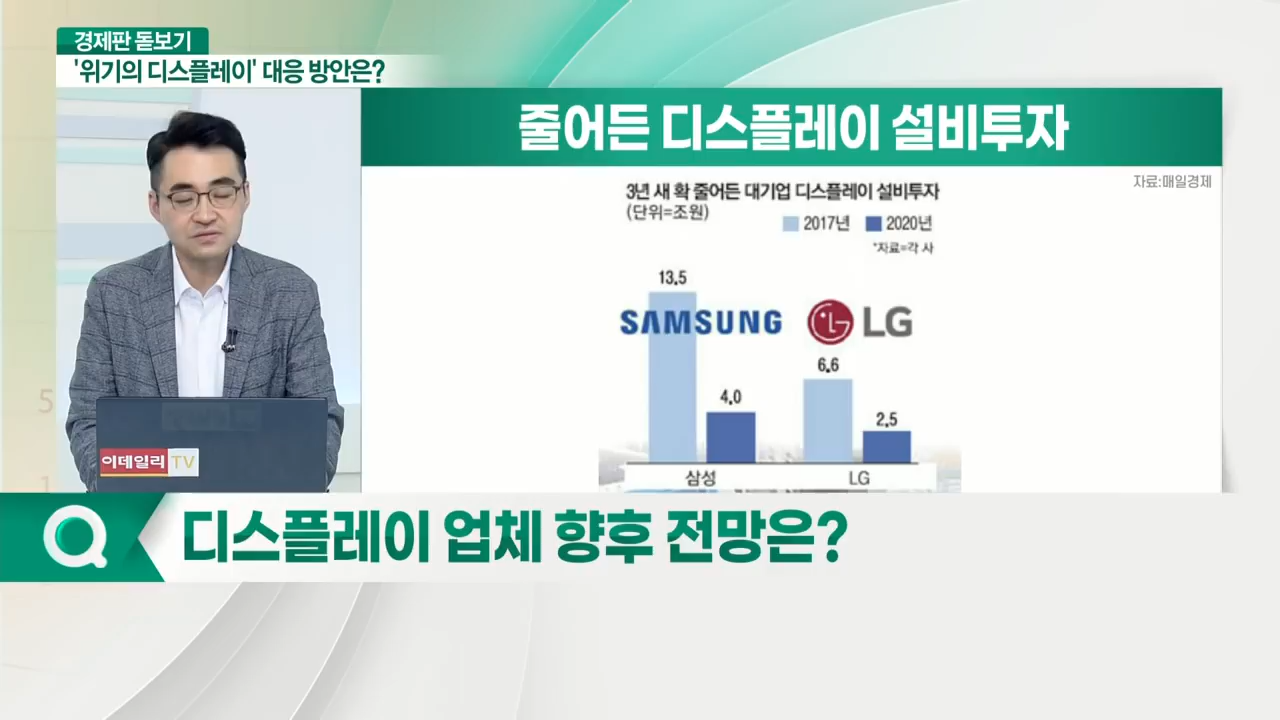 경제판 돋보기
'위기의 디스플레이' 대응 방안은?
줄어든 디스플레이 설비투자
자료:매일경제
3년 새 확 줄어든 대기업 디스플레이 설비투자
(단위=조원)
2017년 2020년
*자료=각 사
13.5
SAMSUNG LG LG
6.6
4.0
2.5
삼성 LG
5
1
이데일리 TV
Q 디스플레이 업체 향후 전망은?